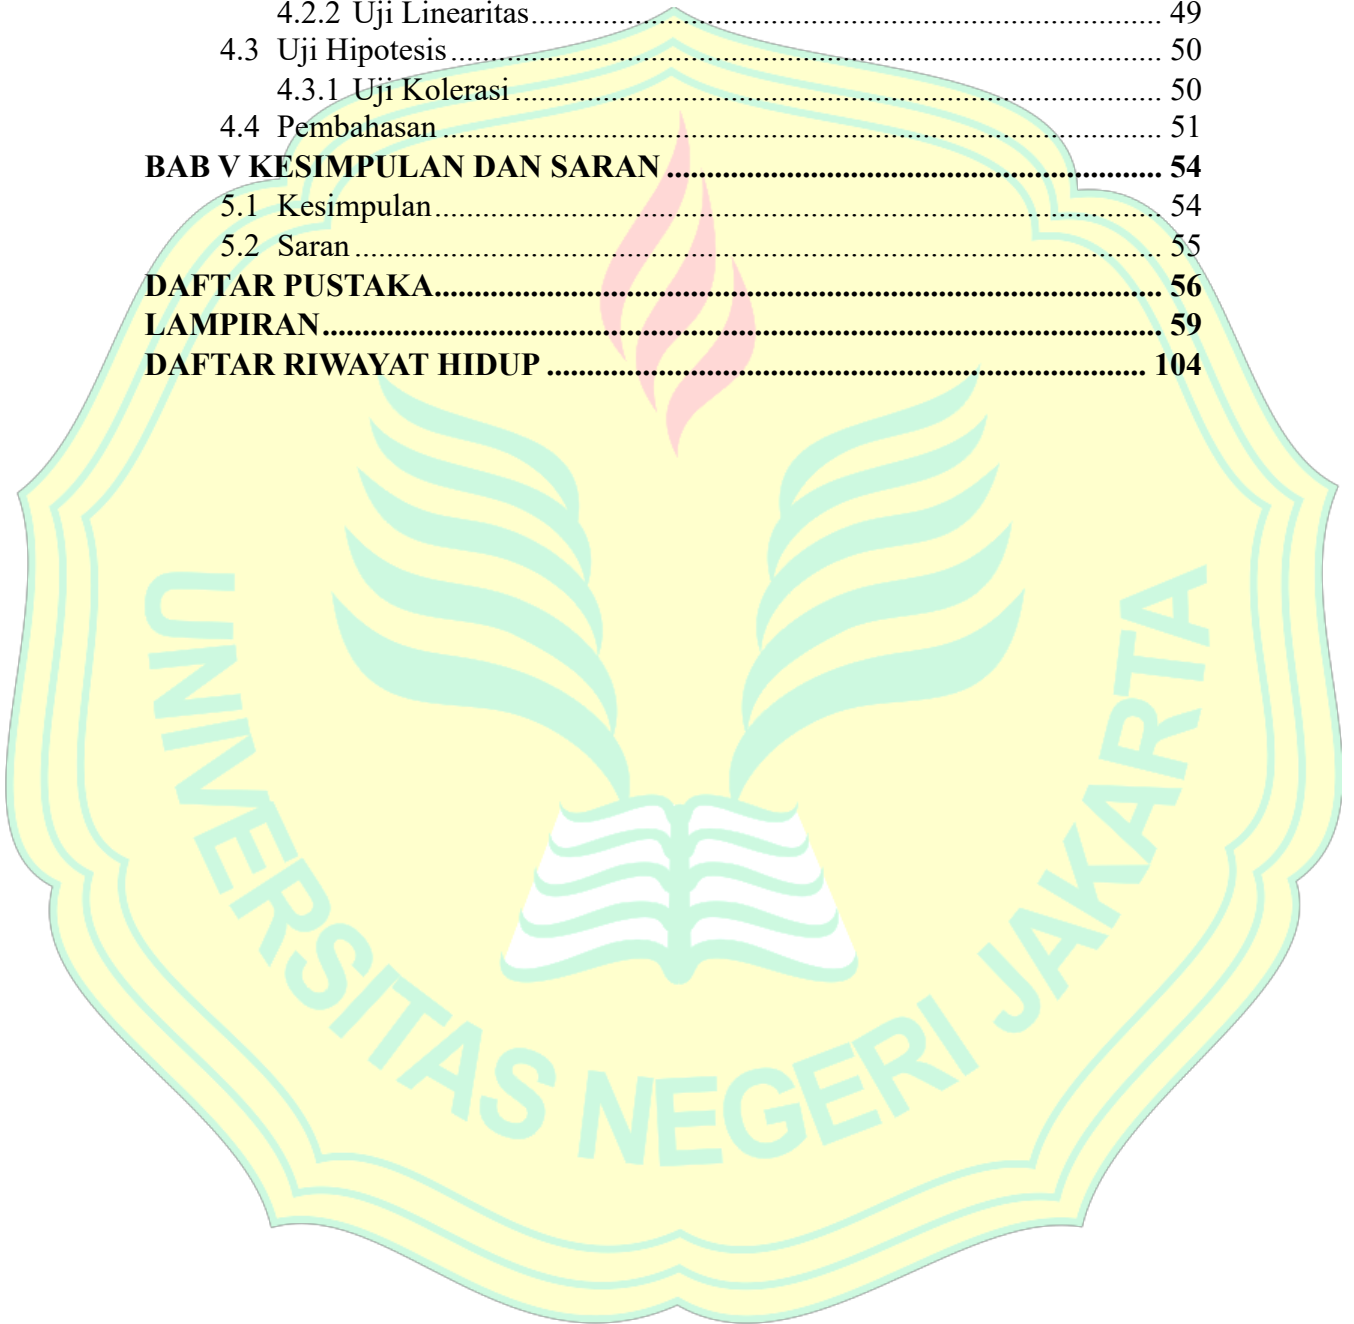 4.2.2 Uji Linearitas.................................................................................. 49
4.3 Uji Hipotesis........................................................................................... 50
4.3.1 Uji Kolerasi.................................................................................... 50
4.4 Pembahasan............................................................................................ 51
BAB V KESIMPULAN DAN SARAN.............................................................. 54
5.1 Kesimpulan............................................................................................. 54
5.2 Saran....................................................................................................... 55
DAFTAR PUSTAKA............................................................................................ 56
LAMPIRAN.......................................................................................................... 59
DAFTAR RIWAYAT HIDUP........................................................................... 104
UNIVERSITAS NEGERI JAKARTA